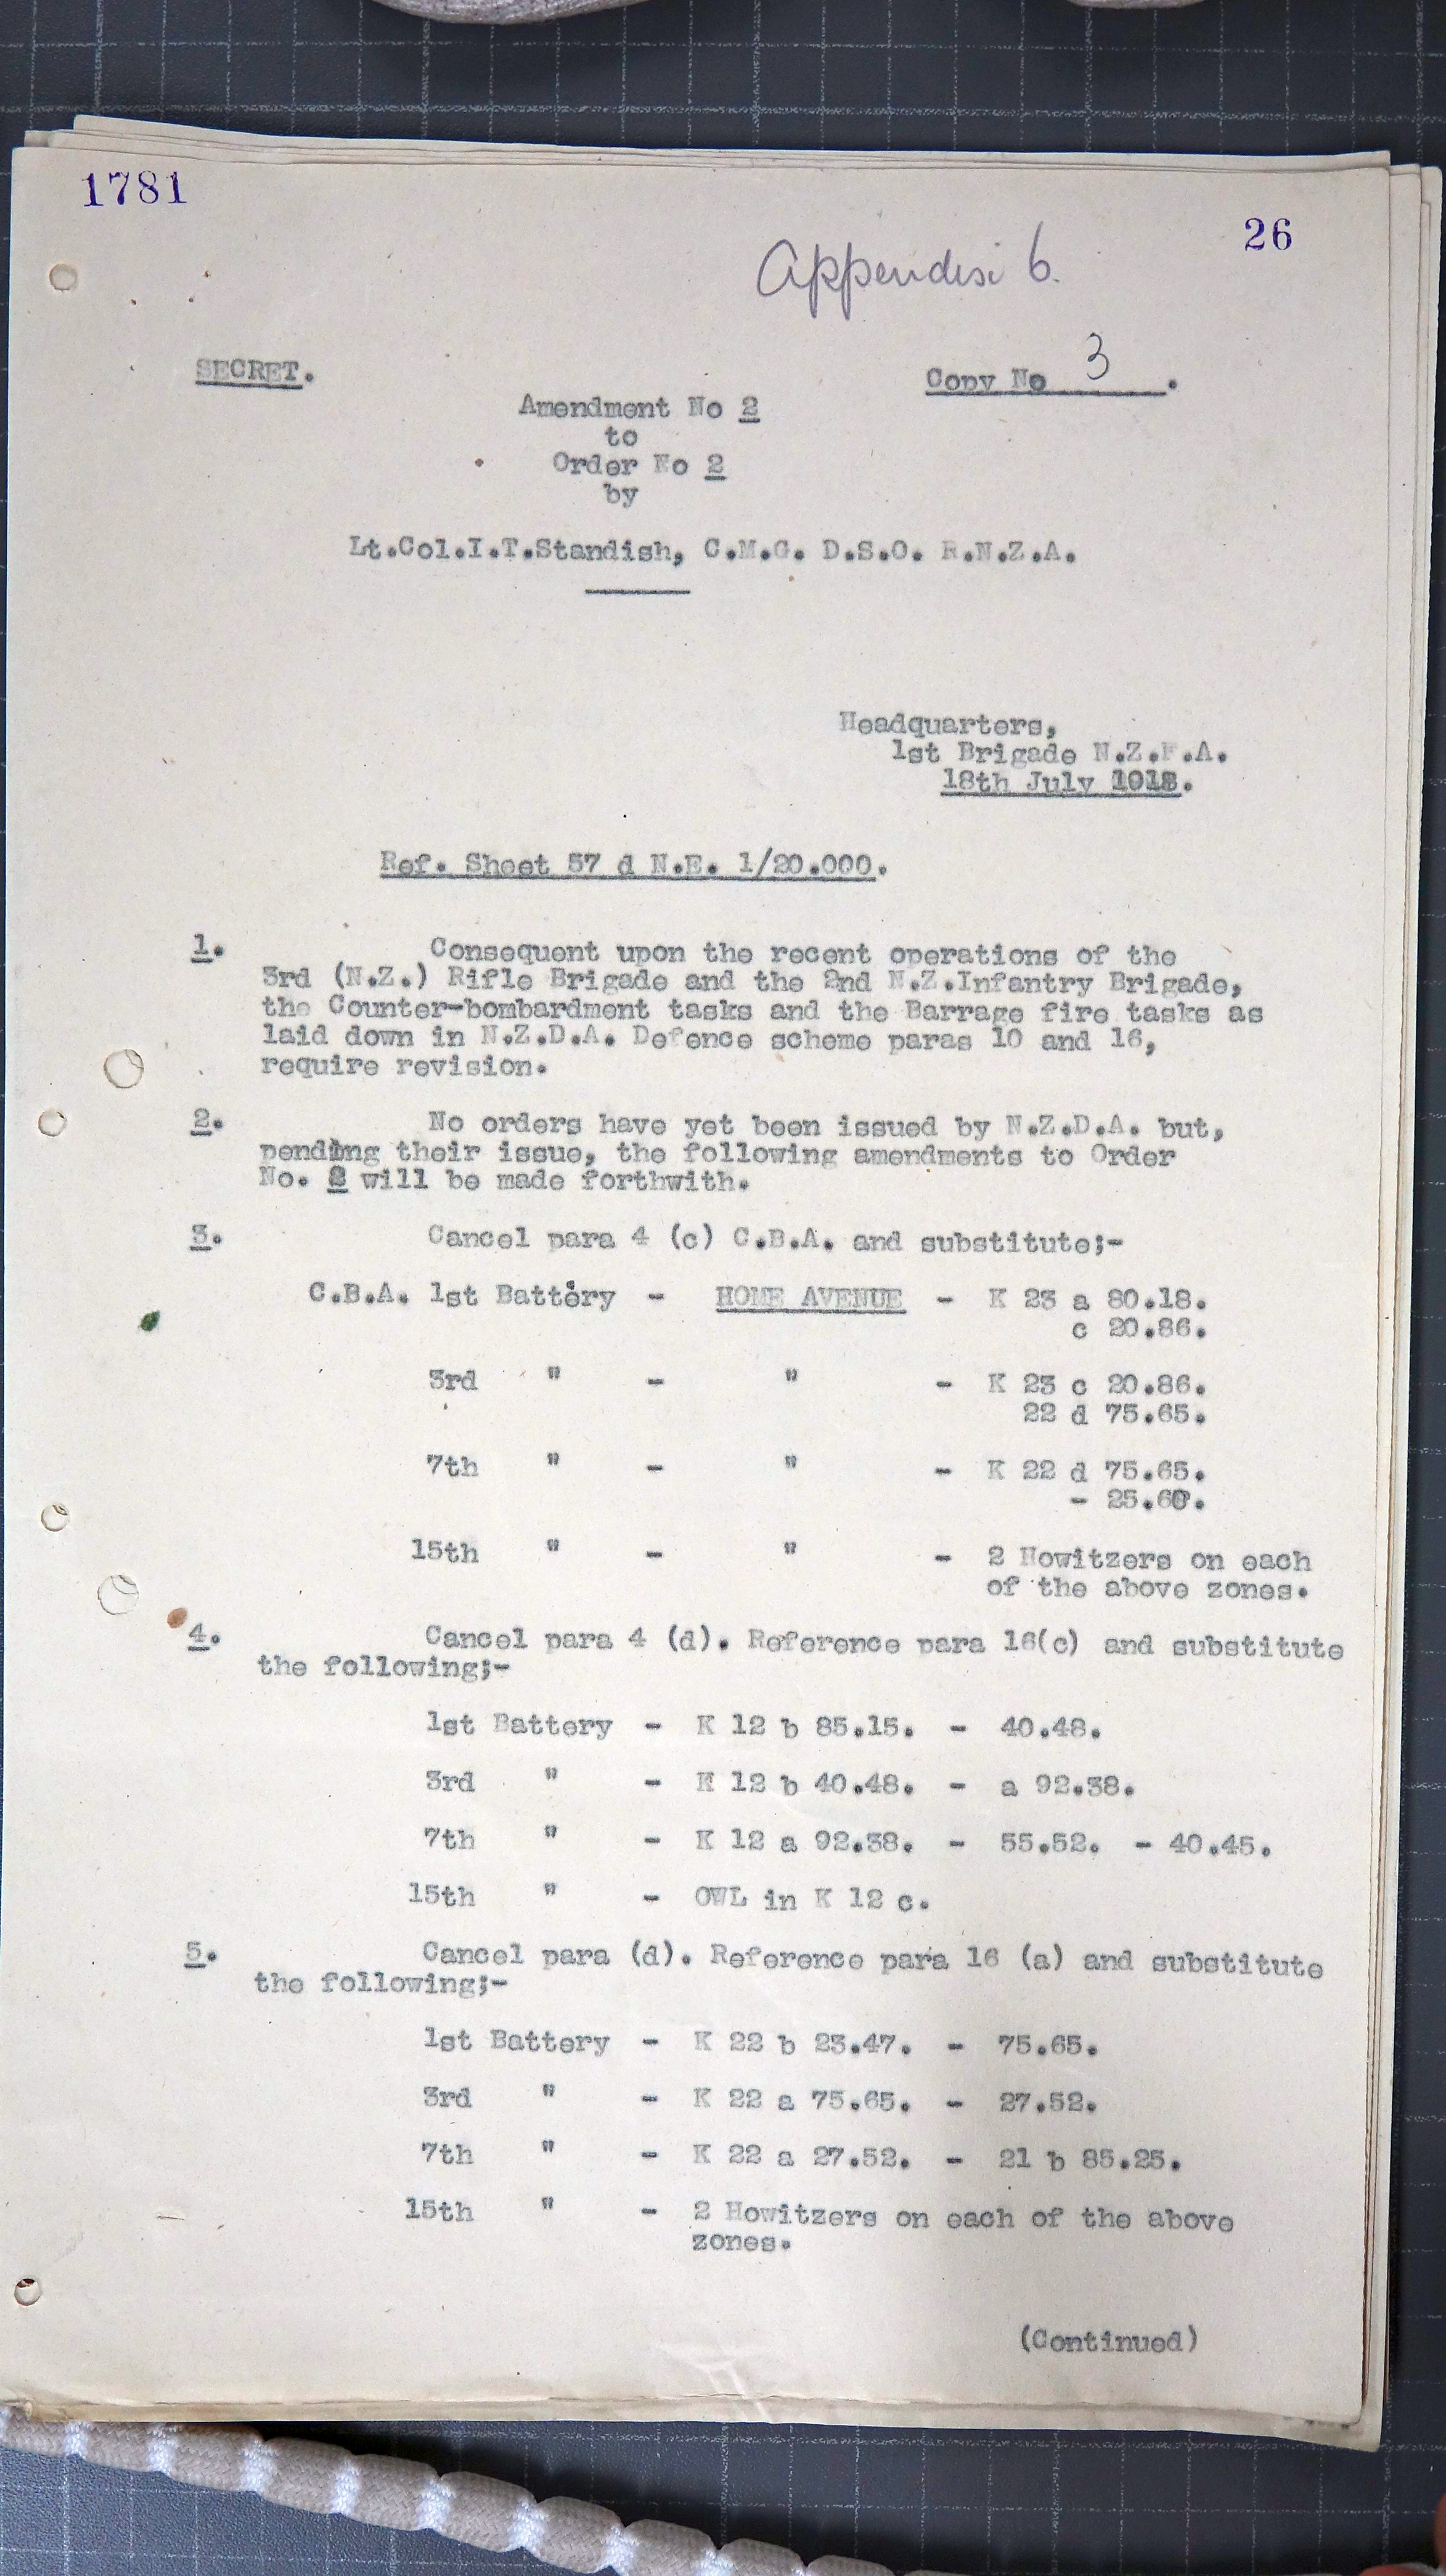 1781
26
Appendix 6.
SECRET.
Copy No 3.
Amendment No 2
to
Order No 2
by
Lt.Col.I.T.Standish, C.M.G. D.S.O. R.N.Z.A.
Headquarters,
1st Brigade N.Z.F.A.
18th July 1918.
Ref. Sheet 57 d N.E. 1/20.000.
1. Consequent upon the recent operations of the
3rd (N.Z.) Rifle Brigade and the 2nd N.Z.Infantry Brigade,
the Counter-bombardment tasks and the Barrage fire tasks as
laid down in N.Z.D.A. Defence scheme paras 10 and 16,
require revision.
2. No orders have yet been issued by N.Z.D.A. but,
pending their issue, the following amendments to Order
No. 2 will be made forthwith.
3. Cancel para 4 (c) C.B.A. and substitute;-
C.B.A. 1st Battery - HOME AVENUE - K 23 a 80.18.
c 20.86.
3rd " - " - K 23 c 20.86.
22 d 75.65.
7th " - " - K 22 d 75.65.
- 25.60.
15th " - " - 2 Howitzers on each
of the above zones.
4. Cancel para 4 (d). Reference para 16(c) and substitute
the following;-
1st Battery - K 12 b 85.15. - 40.48.
3rd " - K 12 b 40.48. - a 92.38.
7th " - K 12 a 92.38. - 55.52. - 40.45.
15th " - OWL in K 12 c.
5. Cancel para (d). Reference para 16 (a) and substitute
the following;-
1st Battery - K 22 b 23.47. - 75.65.
3rd " - K 22 a 75.65. - 27.52.
7th " - K 22 a 27.52. - 21 b 85.25.
15th " - 2 Howitzers on each of the above
zones.
(Continued)